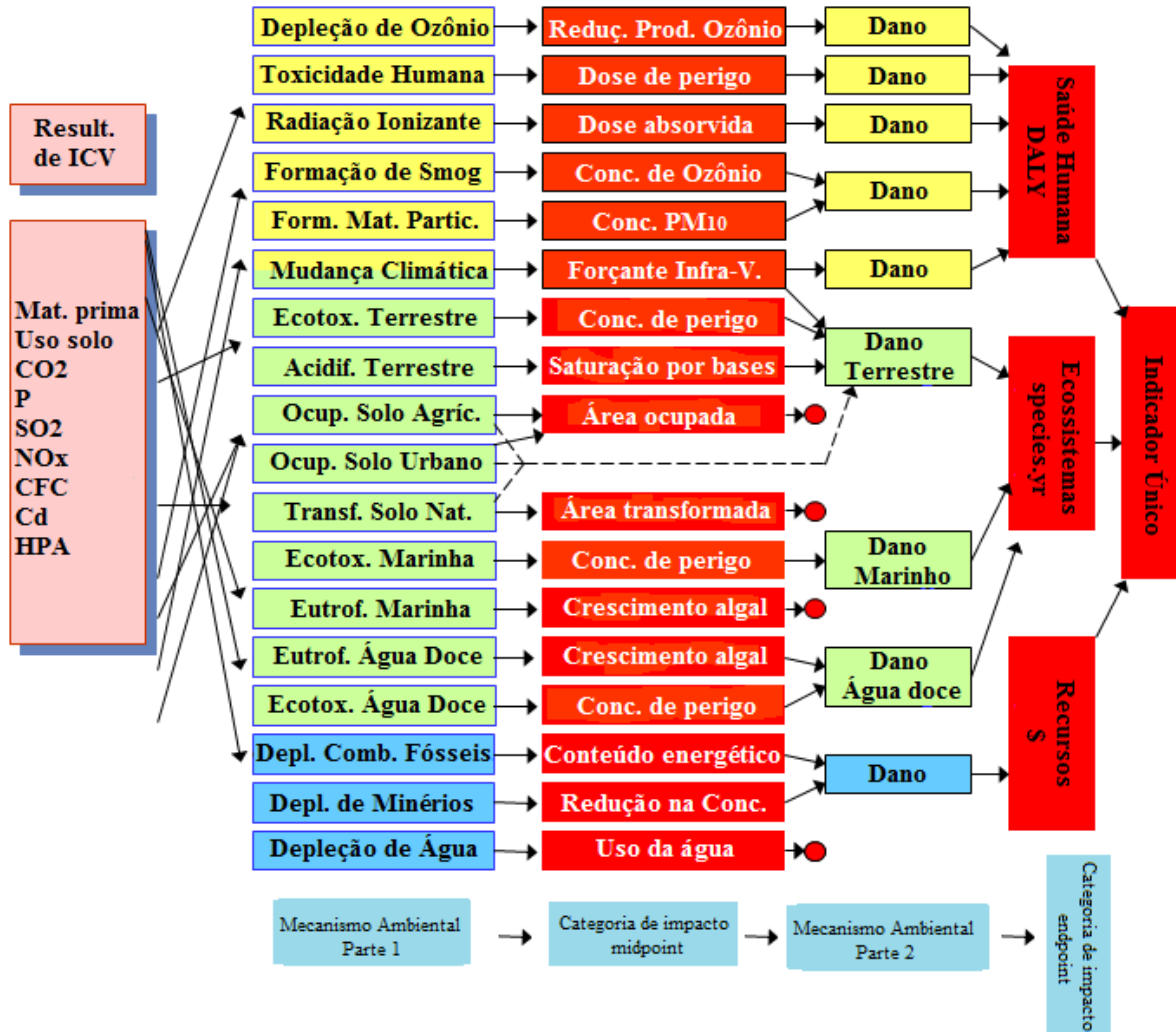 Result.
de ICV
Mat. prima
Uso solo
CO2
P
SO2
NOx
CFC
Cd
HPA
Depleção de Ozônio
Reduç. Prod. Ozônio
Dano
Toxicidade Humana
Dose de perigo
Dano
Radiação Ionizante
Dose absorvida
Dano
Formação de Smog
Conc. de Ozônio
Dano
Form. Mat. Partic.
Conc. PM10
Mudança Climática
Forçante Infra-V.
Dano
Ecotox. Terrestre
Conc. de perigo
Dano
Terrestre
Acidif. Terrestre
Saturação por bases
Ocup. Solo Agríc.
Área ocupada
Ocup. Solo Urbano
Transf. Solo Nat.
Área transformada
Ecotox. Marinha
Conc. de perigo
Dano
Marinho
Eutrof. Marinha
Crescimento algal
Eutrof. Água Doce
Crescimento algal
Dano
Água doce
Ecotox. Água Doce
Conc. de perigo
Depl. Comb. Fósseis
Conteúdo energético
Dano
Depl. de Minérios
Redução na Conc.
Depleção de Água
Uso da água
Saúde Humana
DALY
Ecossistemas
species.yr
Recursos
$
Indicador Único
Mecanismo Ambiental
Parte 1
Categoria de impacto
midpoint
Mecanismo Ambiental
Parte 2
Categoria de impacto
endpoint